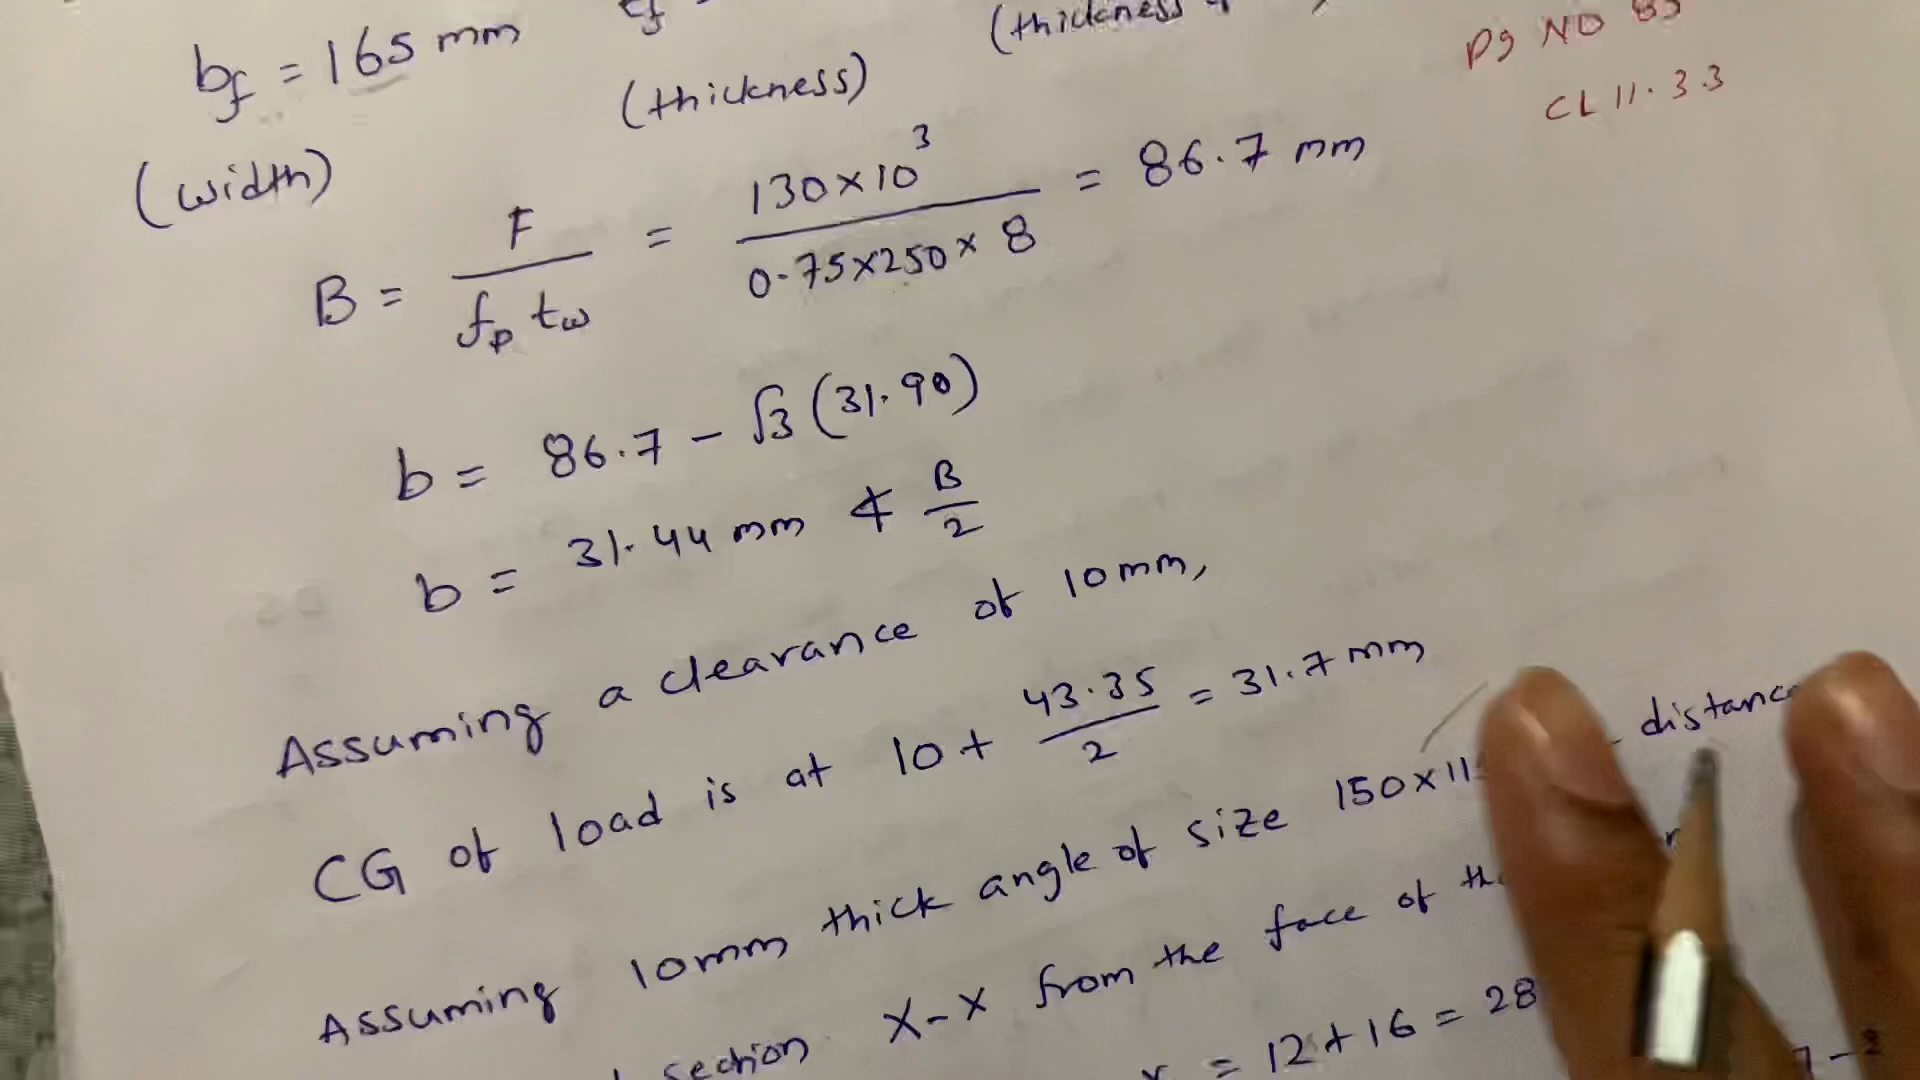 bf = 165 mm
(thickness
Pg NO 83
(thickness)
CL 11.3.3
(width)
B = F / fp tw = 130×10³ / 0.75×250×8 = 86.7 mm
b = 86.7 - √3 (31.90)
b = 31.44 mm ≮ B/2
Assuming a clearance of 10mm,
CG of load is at 10 + 43.35/2 = 31.7 mm
Assuming 10mm thick angle of size 150×11 distance
section X-X from the face of
= 12+16 = 28